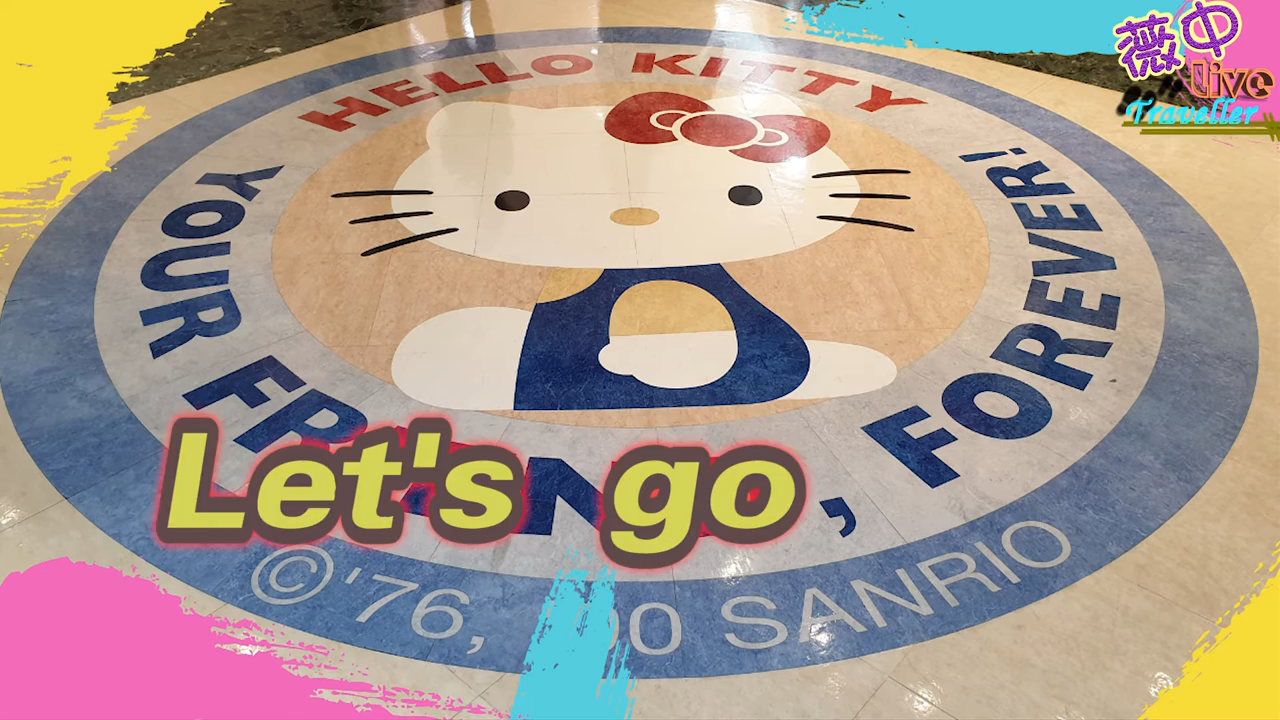 薇中
Live
Traveller
HELLO KITTY
YOUR FR N , FOREVER!
Let's go
©'76, 0 SANRIO